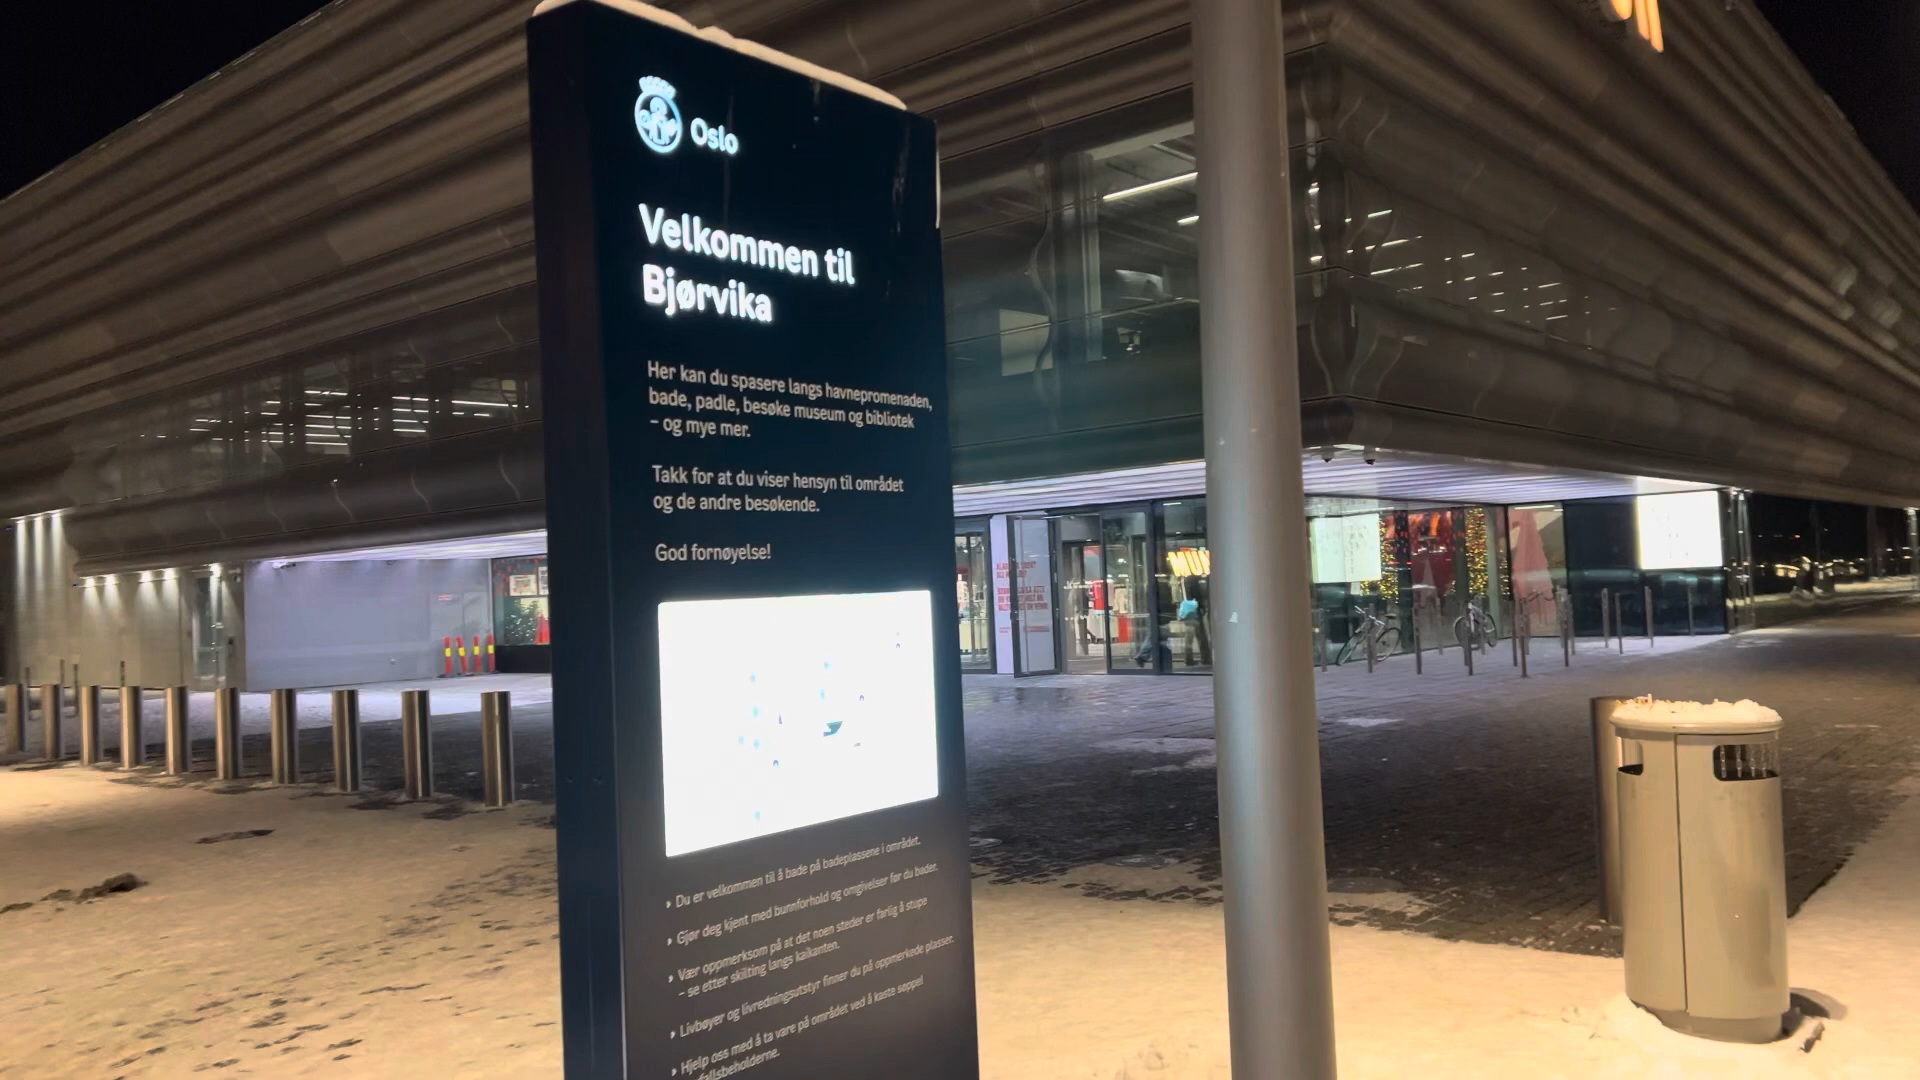 Oslo
Velkommen til
Bjørvika
Her kan du spasere langs havnepromenaden,
bade, padle, besøke museum og bibliotek
– og mye mer.
Takk for at du viser hensyn til området
og de andre besøkende.
God fornøyelse!
Du er velkommen til å bade på badeplassene i området.
Gjør deg kjent med bunnforhold og omgivelser før du bader.
Vær oppmerksom på at det noen steder er farlig å stupe
– se etter skilting langs kaikanten.
Livbøyer og livredningsutstyr finner du på oppmerkede plasser.
Hjelp oss med å ta vare på området ved å kaste søppel